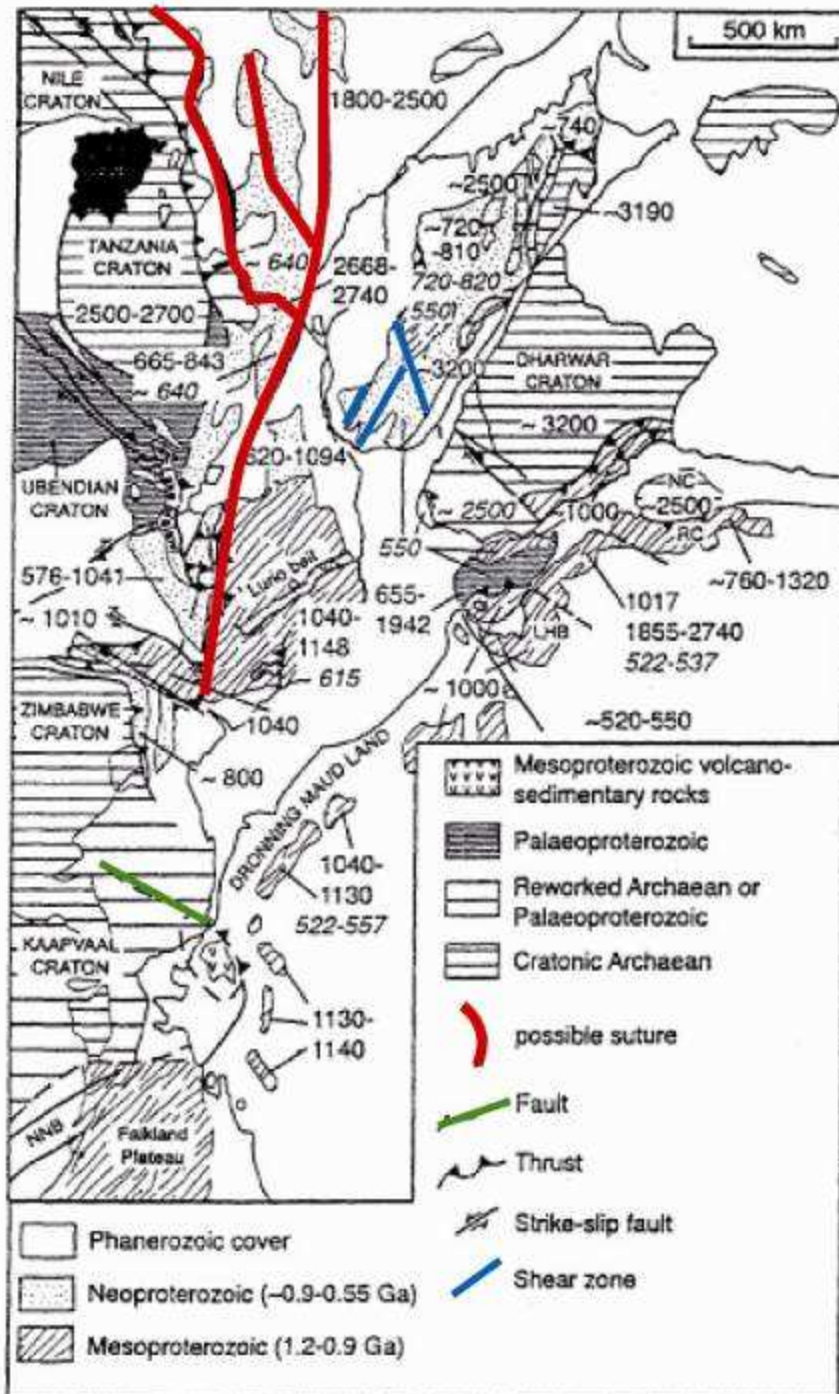 500 km
NILE
CRATON
1800-2500
~740
~2500
~3190
TANZANIA
CRATON
~ 640
2668-
2740
~720
-810
720-820
550
2500-2700
665-843
~ 640
3200
DHARWAR
CRATON
~ 3200
UBENDIAN
CRATON
620-1094
~ 2500
NC
~2500
~1000
RC
550
576-1041
Lurio belt
~ 1010
655-
1942
~760-1320
1017
1855-2740
522-537
LHB
1040-
1148
~ 615
~ 1000
1040
ZIMBABWE
CRATON
~520-550
~ 800
DRONNING MAUD LAND
1040-
1130
522-557
KAAPVAAL
CRATON
1130-
1140
NNB
Falkland
Plateau
Mesoproterozoic volcano-
sedimentary rocks
Palaeoproterozoic
Reworked Archaean or
Palaeoproterozoic
Cratonic Archaean
possible suture
Fault
Thrust
Strike-slip fault
Shear zone
Phanerozoic cover
Neoproterozoic (~0.9-0.55 Ga)
Mesoproterozoic (1.2-0.9 Ga)